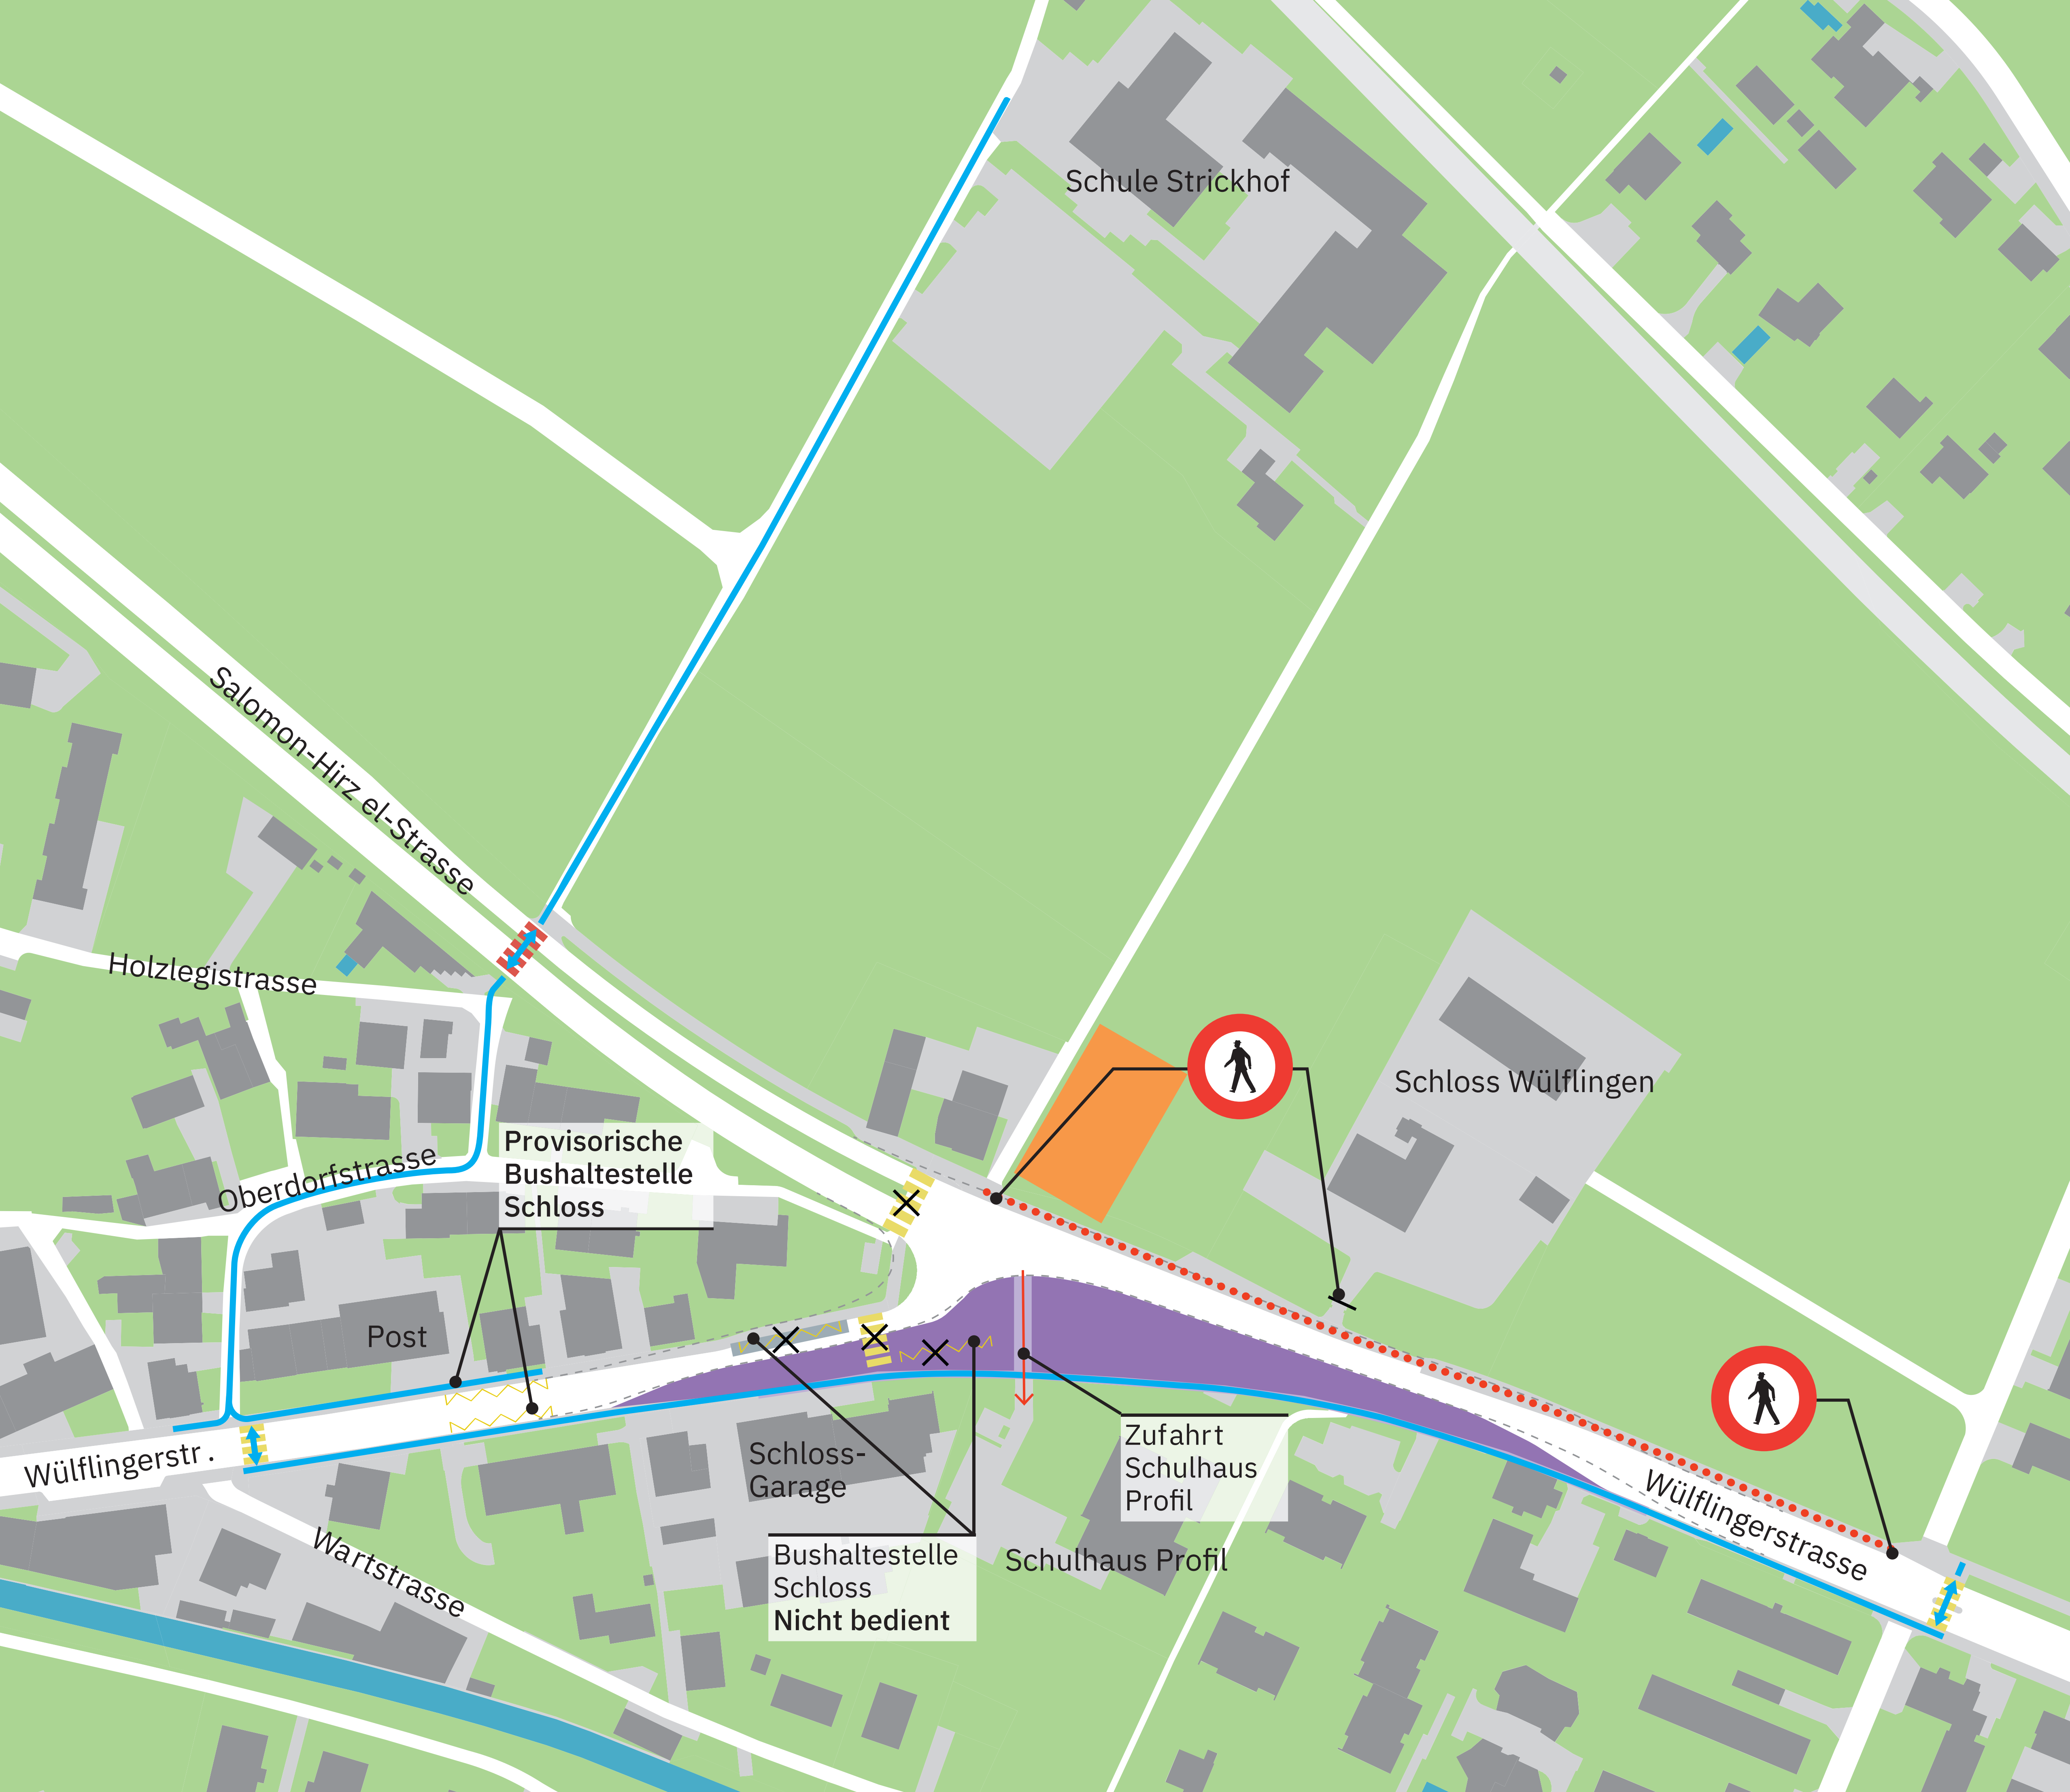 Schule Strickhof
Salomon-Hirz el-Strasse
Holzlegistrasse
Schloss Wülflingen
Provisorische
Bushaltestelle
Schloss
Oberdorfstrasse
Post
Wülflingerstr .
Schloss-
Garage
Zufahrt
Schulhaus
Profil
Wülflingerstrasse
Wartstrasse
Bushaltestelle
Schloss
Nicht bedient
Schulhaus Profil